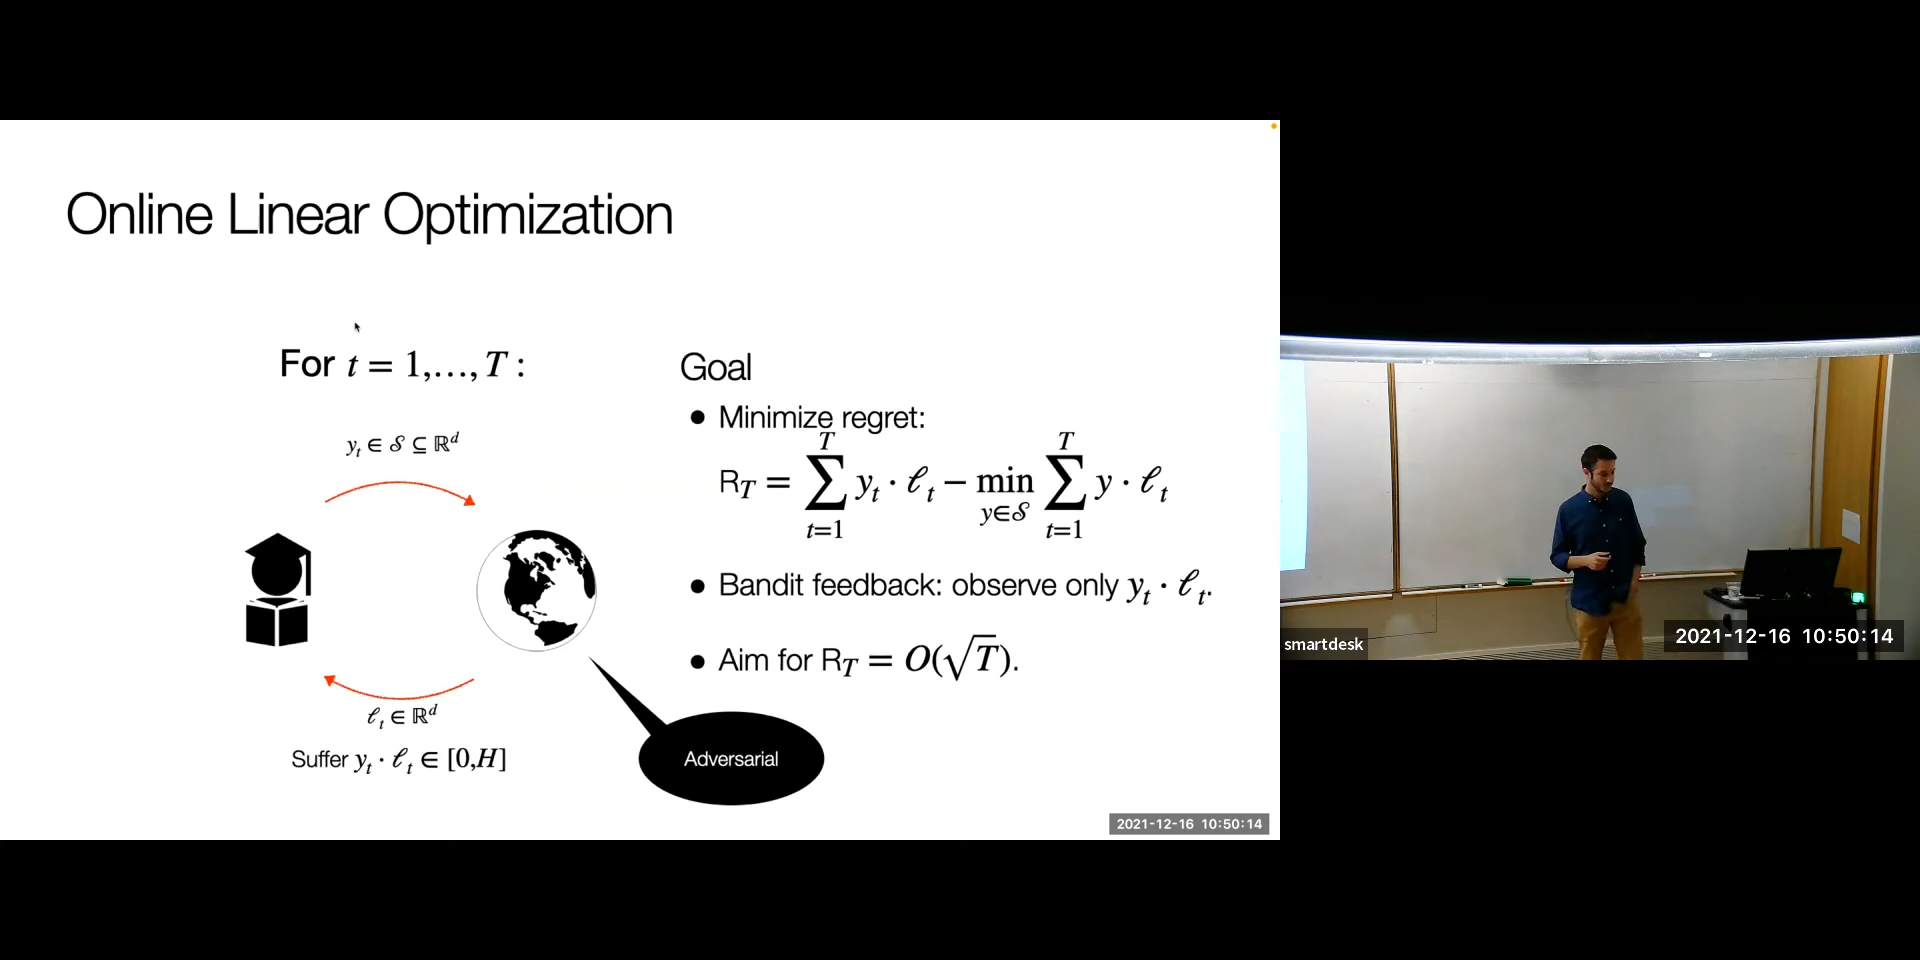 Online Linear Optimization
For t = 1,…, T :
y_t ∈ 𝒮 ⊆ ℝ^d
ℓ_t ∈ ℝ^d
Suffer y_t · ℓ_t ∈ [0,H]
Adversarial
Goal
● Minimize regret:
R_T = ∑_{t=1}^{T} y_t · ℓ_t − min_{y∈𝒮} ∑_{t=1}^{T} y · ℓ_t
● Bandit feedback: observe only y_t · ℓ_t.
● Aim for R_T = O(√T).
2021-12-16 10:50:14
smartdesk
2021-12-16 10:50:14